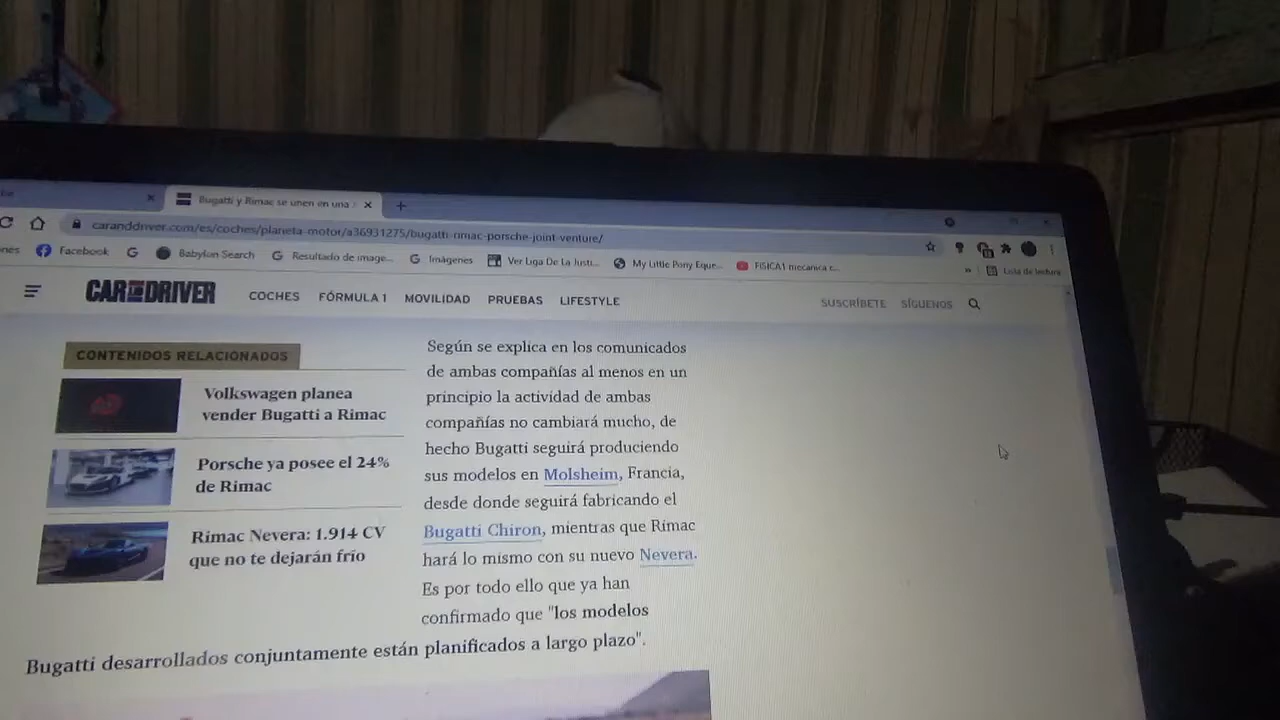 Bugatti y Rimac se unen en una
caranddriver.com/es/coches/planeta-motor/a36931275/bugatti-rimac-porsche-joint-venture/
Facebook
Babylon Search
Resultado de image...
Imágenes
Ver Liga De La Justi...
My Little Pony Eque...
FISICA1 mecanica c...
Lista de lectura
CAR AND DRIVER
COCHES
FÓRMULA 1
MOVILIDAD
PRUEBAS
LIFESTYLE
SUSCRÍBETE
SÍGUENOS
CONTENIDOS RELACIONADOS
Volkswagen planea
vender Bugatti a Rimac
Porsche ya posee el 24%
de Rimac
Rimac Nevera: 1.914 CV
que no te dejarán frío
Según se explica en los comunicados
de ambas compañías al menos en un
principio la actividad de ambas
compañías no cambiará mucho, de
hecho Bugatti seguirá produciendo
sus modelos en Molsheim, Francia,
desde donde seguirá fabricando el
Bugatti Chiron, mientras que Rimac
hará lo mismo con su nuevo Nevera.
Es por todo ello que ya han
confirmado que "los modelos
Bugatti desarrollados conjuntamente están planificados a largo plazo".